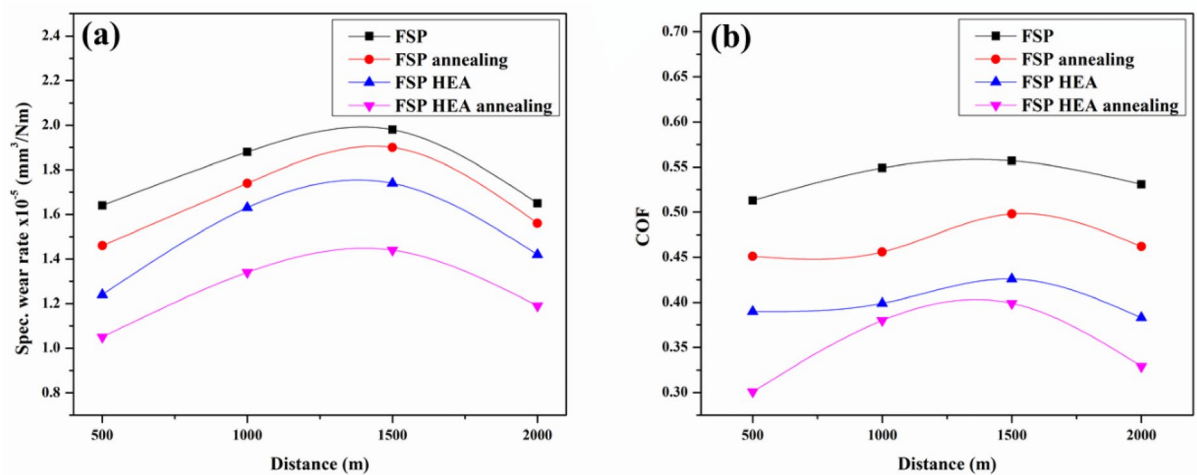 (a)
FSP
FSP annealing
FSP HEA
FSP HEA annealing
2.4
2.2
2.0
1.8
1.6
1.4
1.2
1.0
0.8
Spec. wear rate x10⁻⁵ (mm³/Nm)
500 1000 1500 2000
Distance (m)
(b)
FSP
FSP annealing
FSP HEA
FSP HEA annealing
0.70
0.65
0.60
0.55
0.50
0.45
0.40
0.35
0.30
COF
500 1000 1500 2000
Distance (m)